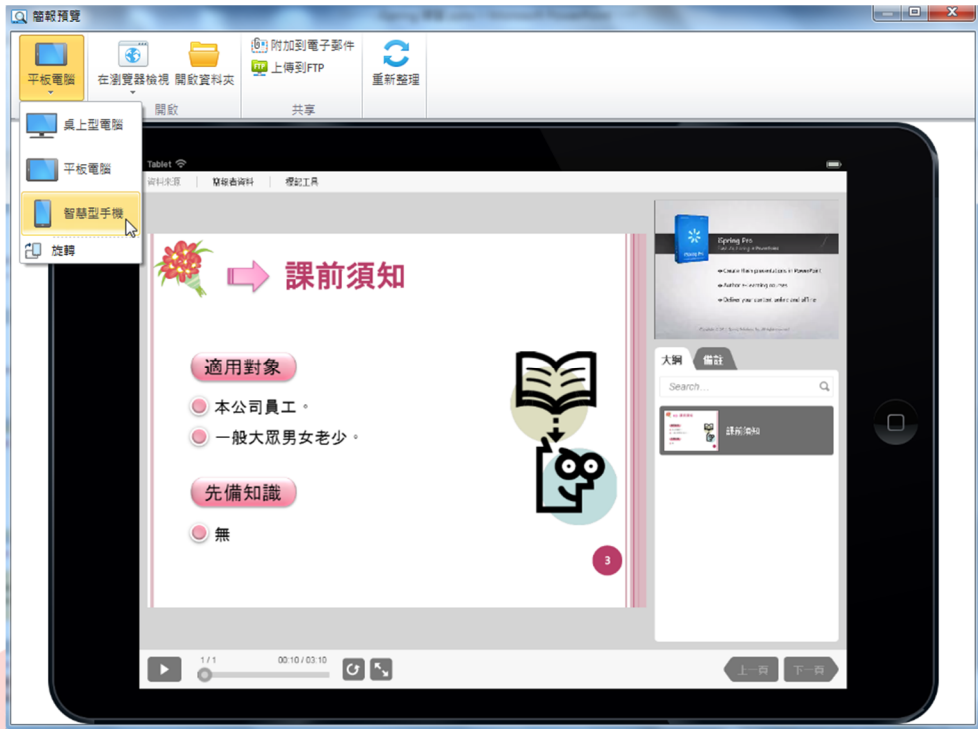 簡報預覽
平板電腦
在瀏覽器檢視
開啟資料夾
開啟
附加到電子郵件
上傳到FTP
共享
重新整理
桌上型電腦
平板電腦
智慧型手機
旋轉
Tablet
資料來源
簡報者資料
標記工具
課前須知
適用對象
本公司員工。
一般大眾男女老少。
先備知識
無
3
iSpring Pro
大綱
備註
Search...
課前須知
1 / 1
00:10 / 03:10
上一頁
下一頁